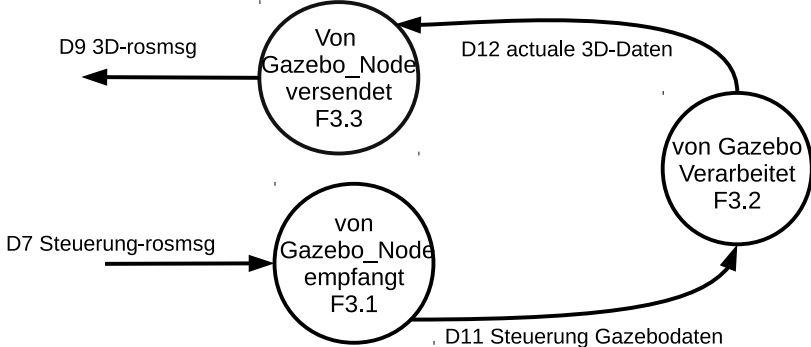 D9 3D-rosmsg
Von
Gazebo_Node
versendet
F3.3
D12 actuale 3D-Daten
von Gazebo
Verarbeitet
F3.2
D7 Steuerung-rosmsg
von
Gazebo_Node
empfangt
F3.1
D11 Steuerung Gazebodaten